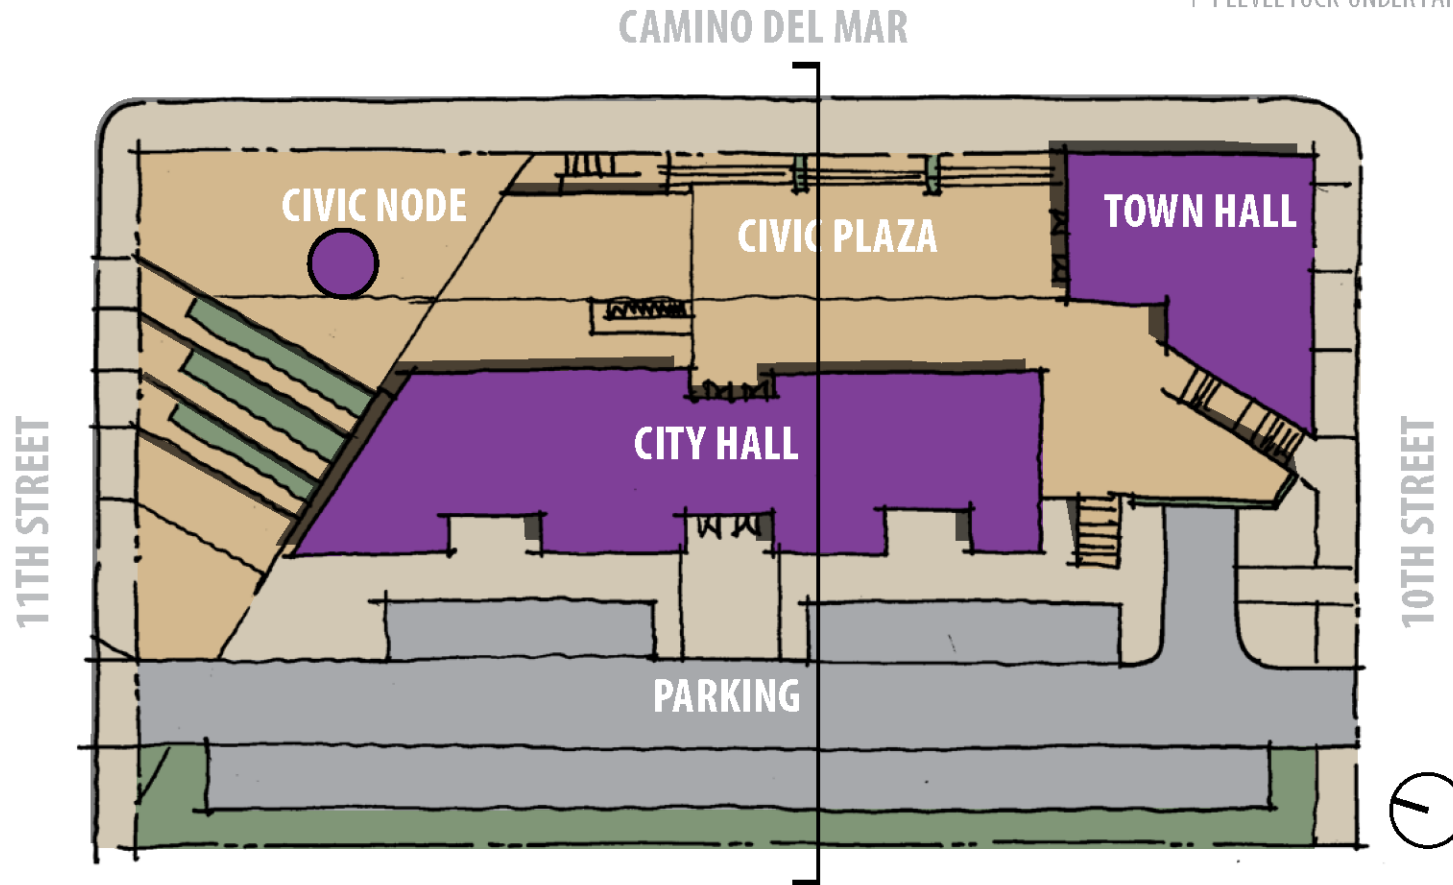 CAMINO DEL MAR
CIVIC NODE
CIVIC PLAZA
TOWN HALL
CITY HALL
11TH STREET
10TH STREET
PARKING